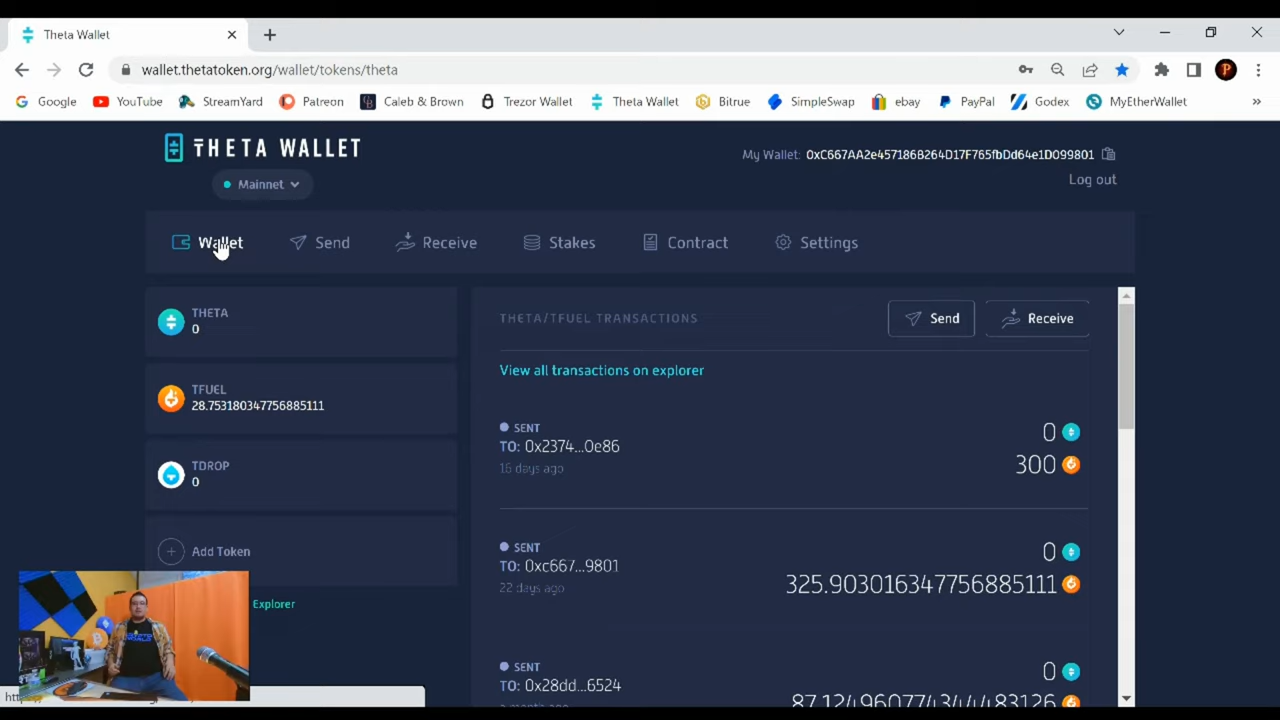 Theta Wallet
wallet.thetatoken.org/wallet/tokens/theta
Google YouTube StreamYard Patreon Caleb & Brown Trezor Wallet Theta Wallet Bitrue SimpleSwap ebay PayPal Godex MyEtherWallet »
THETA WALLET
My Wallet: 0xC667AA2e457186B264D17F765fbDd64e1D099801
Mainnet
Log out
Wallet Send Receive Stakes Contract Settings
THETA
0
TFUEL
28.753180347756885111
TDROP
0
Add Token
Explorer
THETA/TFUEL TRANSACTIONS
Send Receive
View all transactions on explorer
SENT
TO: 0x2374...0e86
16 days ago
0
300
SENT
TO: 0xc667...9801
22 days ago
0
325.903016347756885111
SENT
TO: 0x28dd...6524
0